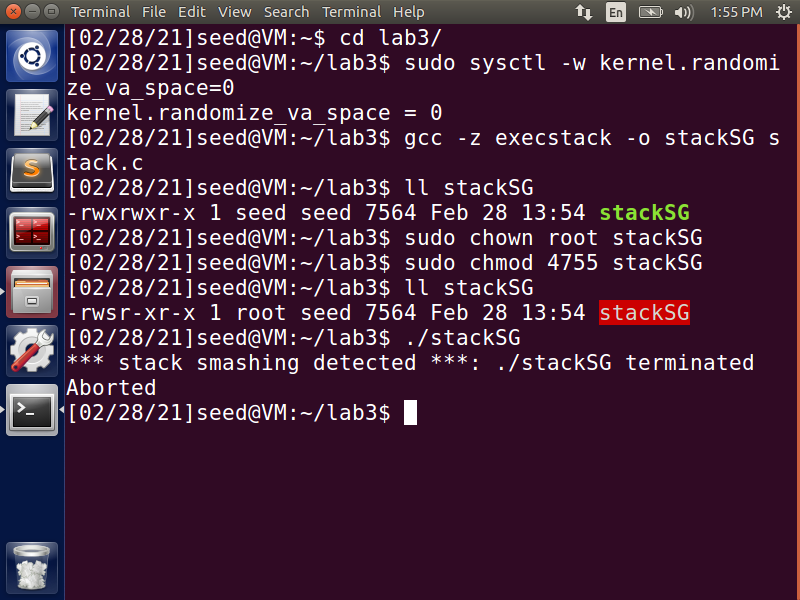 Terminal File Edit View Search Terminal Help En 1:55 PM
[02/28/21]seed@VM:~$ cd lab3/
[02/28/21]seed@VM:~/lab3$ sudo sysctl -w kernel.randomi
ze_va_space=0
kernel.randomize_va_space = 0
[02/28/21]seed@VM:~/lab3$ gcc -z execstack -o stackSG s
tack.c
[02/28/21]seed@VM:~/lab3$ ll stackSG
-rwxrwxr-x 1 seed seed 7564 Feb 28 13:54 stackSG
[02/28/21]seed@VM:~/lab3$ sudo chown root stackSG
[02/28/21]seed@VM:~/lab3$ sudo chmod 4755 stackSG
[02/28/21]seed@VM:~/lab3$ ll stackSG
-rwsr-xr-x 1 root seed 7564 Feb 28 13:54 stackSG
[02/28/21]seed@VM:~/lab3$ ./stackSG
*** stack smashing detected ***: ./stackSG terminated
Aborted
[02/28/21]seed@VM:~/lab3$